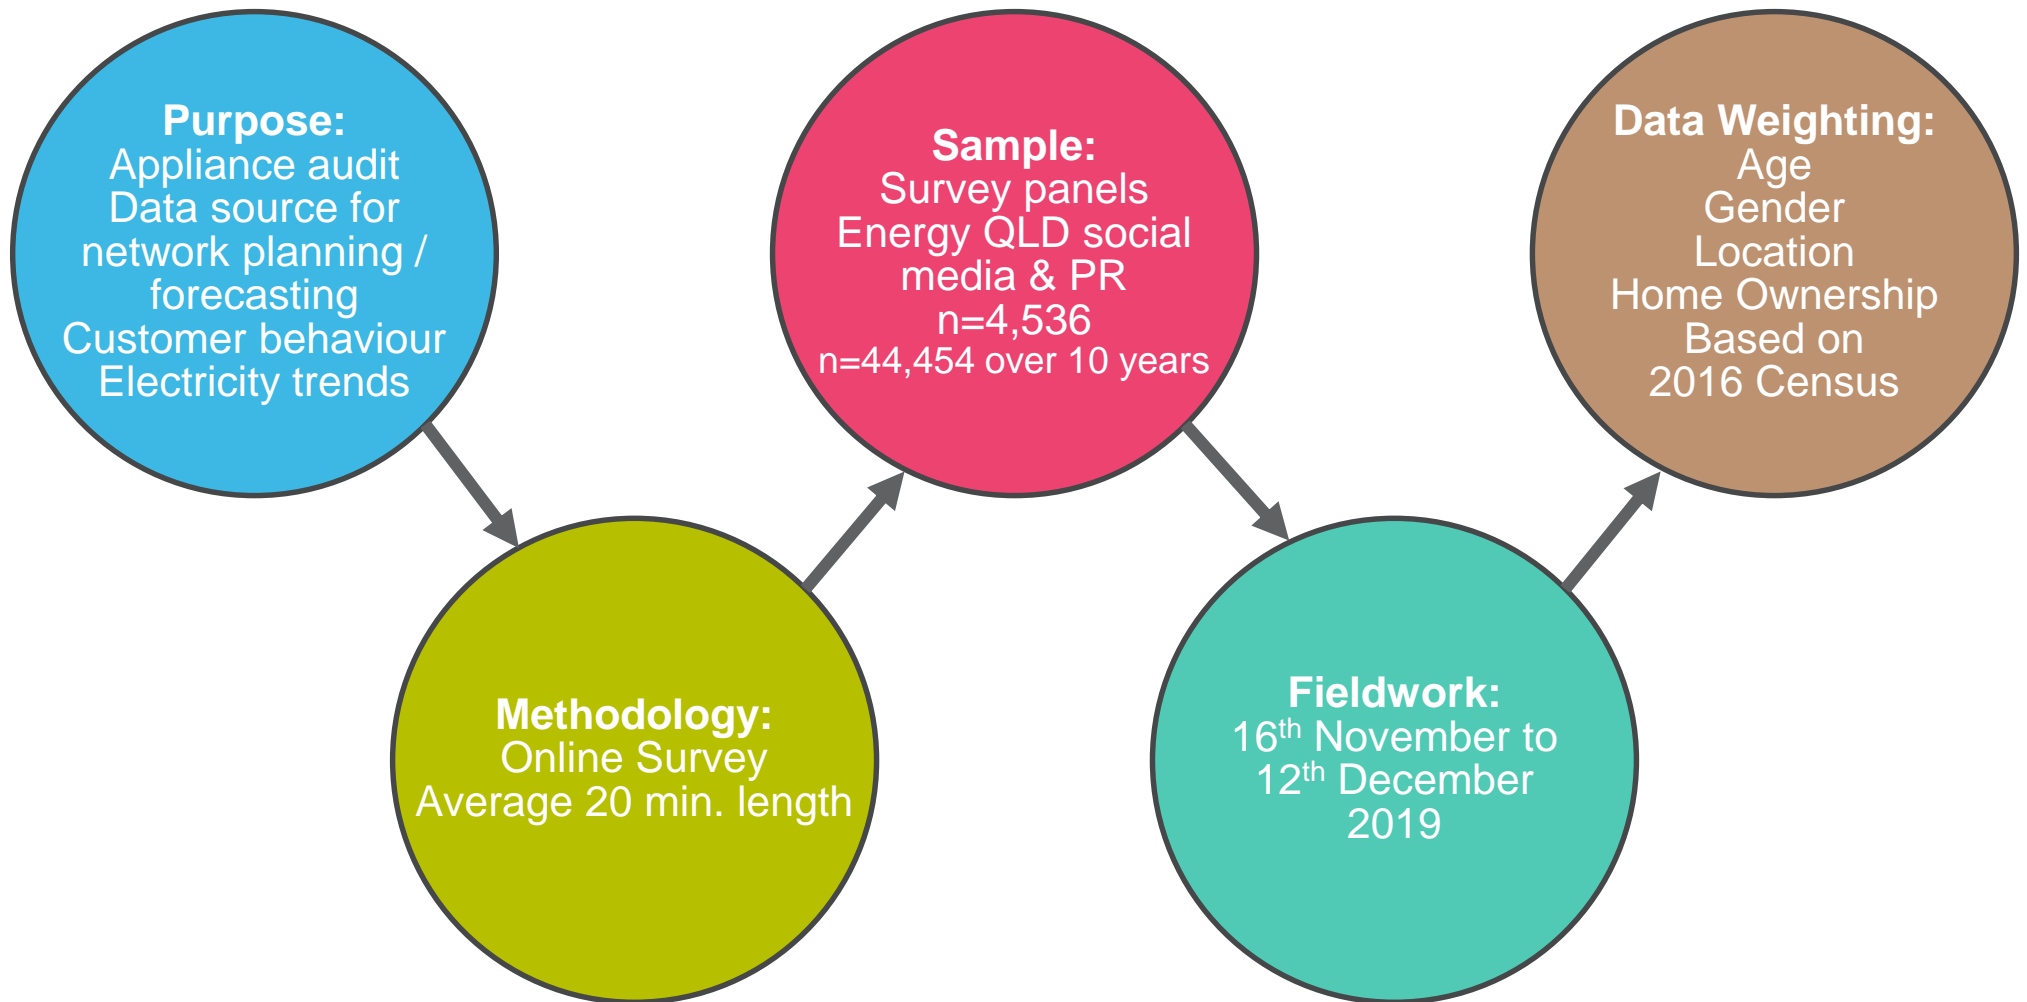 Purpose:
Appliance audit
Data source for
network planning /
forecasting
Customer behaviour
Electricity trends
Methodology:
Online Survey
Average 20 min. length
Sample:
Survey panels
Energy QLD social
media & PR
n=4,536
n=44,454 over 10 years
Fieldwork:
16th November to
12th December
2019
Data Weighting:
Age
Gender
Location
Home Ownership
Based on
2016 Census